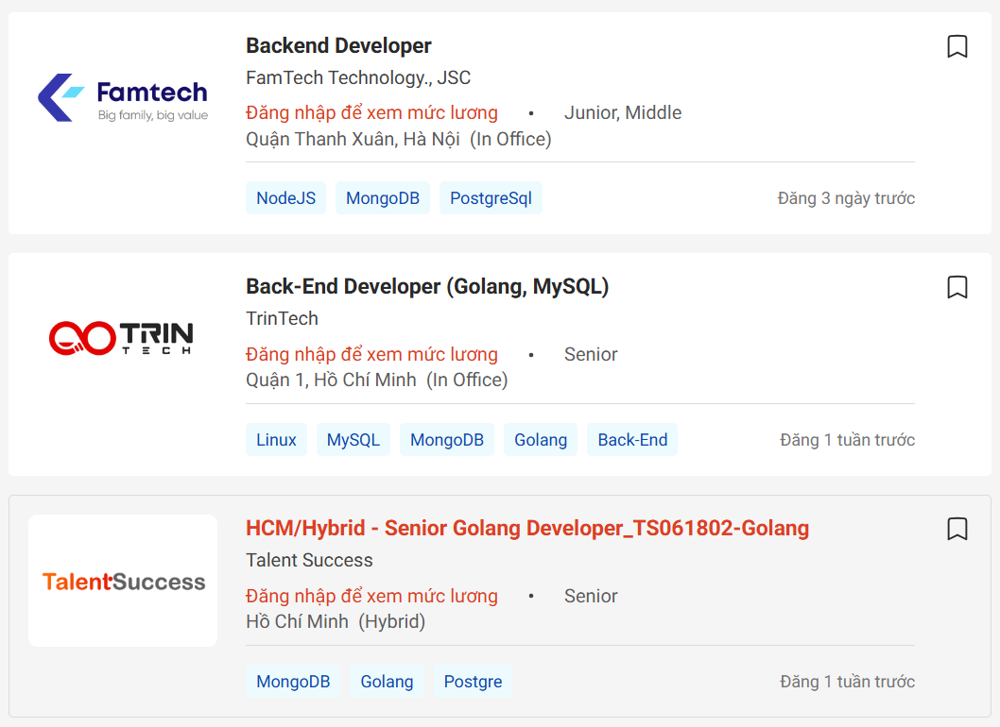 Backend Developer
FamTech Technology., JSC
Famtech
Big family, big value
Đăng nhập để xem mức lương • Junior, Middle
Quận Thanh Xuân, Hà Nội (In Office)
NodeJS MongoDB PostgreSql Đăng 3 ngày trước
Back-End Developer (Golang, MySQL)
TrinTech
TRIN
TECH
Đăng nhập để xem mức lương • Senior
Quận 1, Hồ Chí Minh (In Office)
Linux MySQL MongoDB Golang Back-End Đăng 1 tuần trước
HCM/Hybrid - Senior Golang Developer_TS061802-Golang
Talent Success
TalentSuccess
Đăng nhập để xem mức lương • Senior
Hồ Chí Minh (Hybrid)
MongoDB Golang Postgre Đăng 1 tuần trước